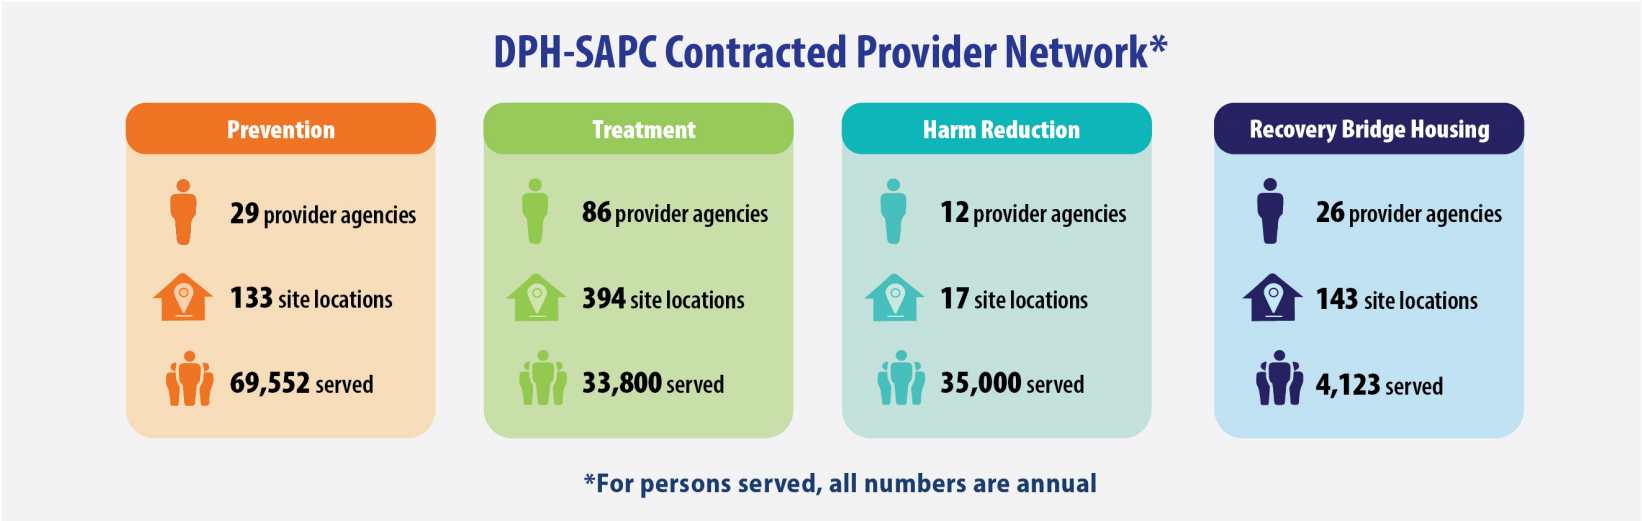 DPH-SAPC Contracted Provider Network*
Prevention
29 provider agencies
133 site locations
69,552 served
Treatment
86 provider agencies
394 site locations
33,800 served
Harm Reduction
12 provider agencies
17 site locations
35,000 served
Recovery Bridge Housing
26 provider agencies
143 site locations
4,123 served
*For persons served, all numbers are annual